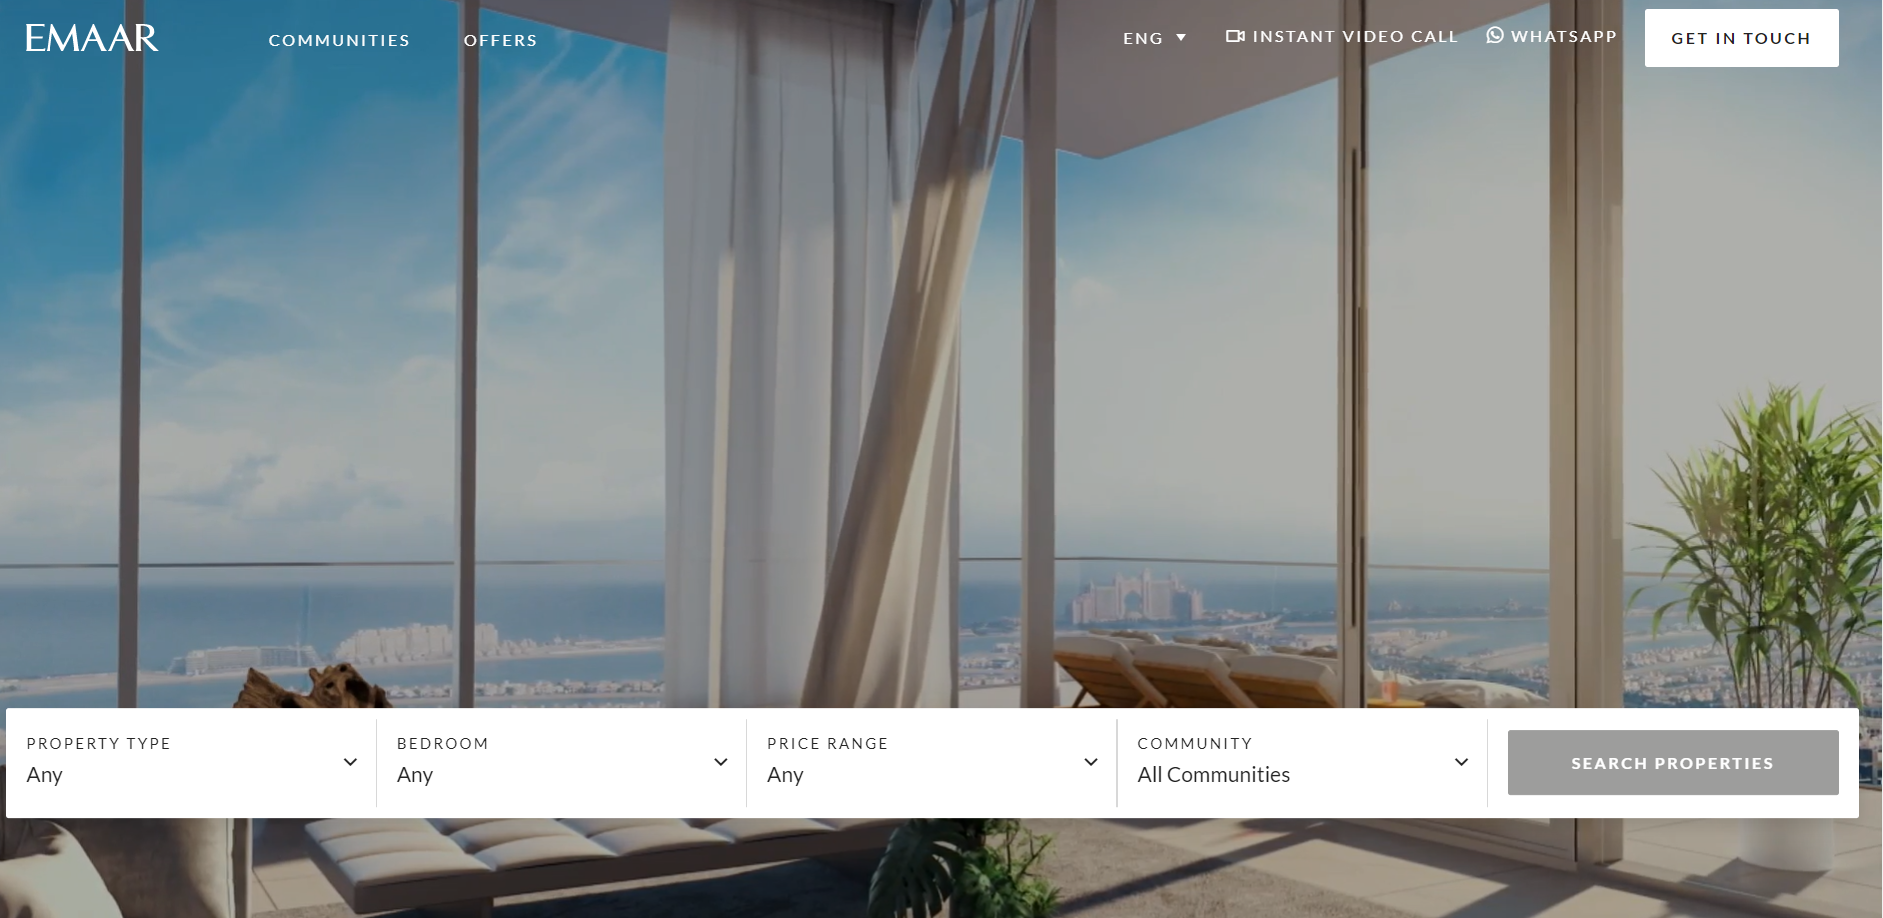 EMAAR
COMMUNITIES
OFFERS
ENG
INSTANT VIDEO CALL
WHATSAPP
GET IN TOUCH
PROPERTY TYPE
Any
BEDROOM
Any
PRICE RANGE
Any
COMMUNITY
All Communities
SEARCH PROPERTIES